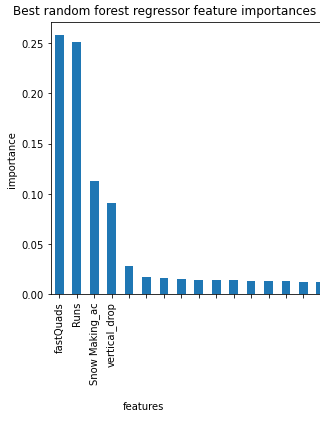 Best random forest regressor feature importances
0.25
0.20
0.15
0.10
0.05
0.00
importance
fastQuads
Runs
Snow Making_ac
vertical_drop
features